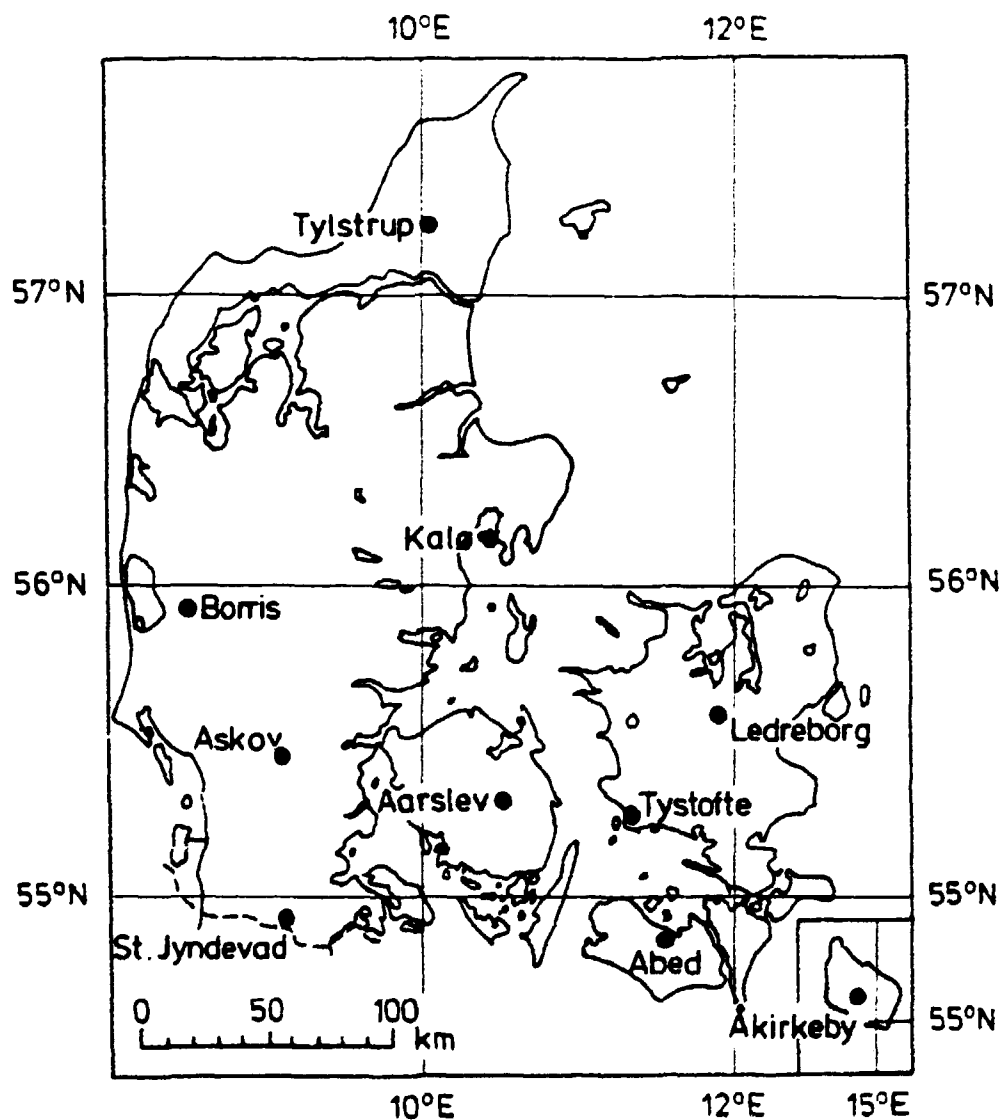 10°E 12°E
Tylstrup
57°N 57°N
Kalø
56°N 56°N
Borris
Ledreborg
Askov
Aarslev
Tystofte
55°N 55°N
St. Jyndevad
Abed
0 50 100
km
Akirkeby
55°N
10°E 12°E 15°E